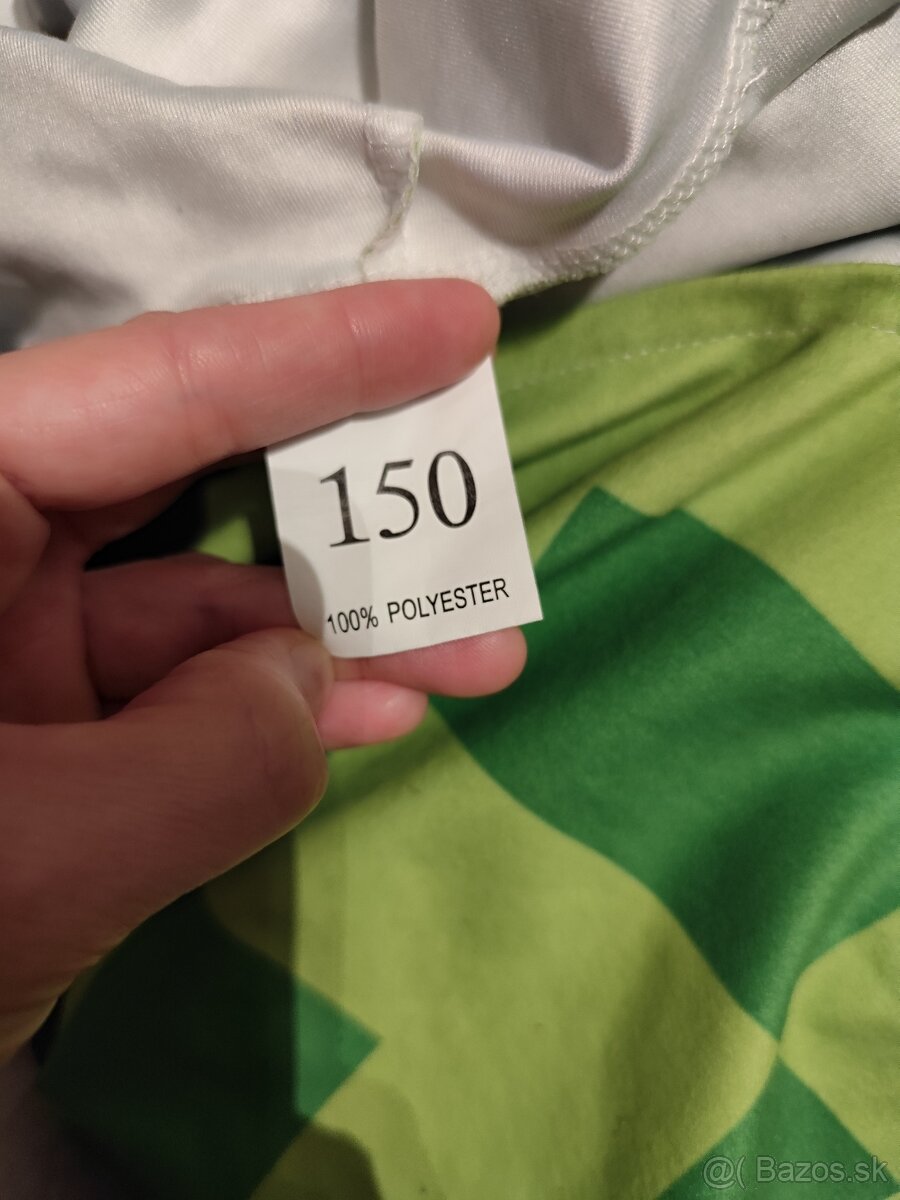 150
100% POLYESTER
@( Bazos.sk